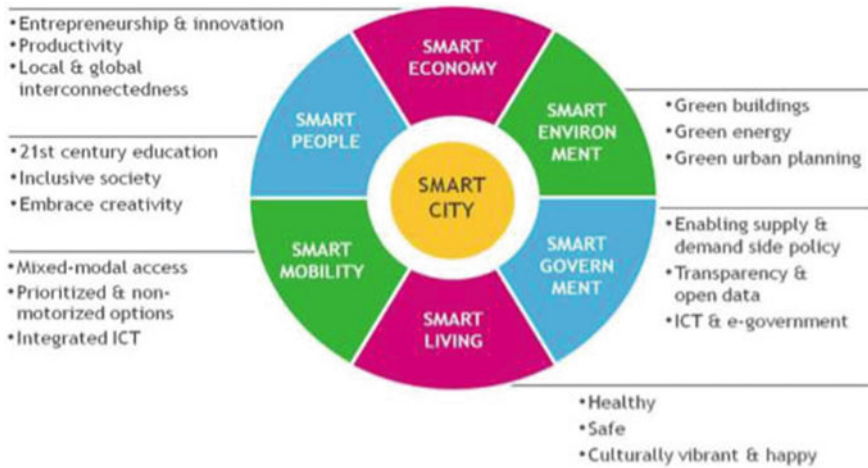 • Entrepreneurship & innovation
• Productivity
• Local & global
interconnectedness
• 21st century education
• Inclusive society
• Embrace creativity
• Mixed-modal access
• Prioritized & non-
motorized options
• Integrated ICT
SMART
ECONOMY
SMART
PEOPLE
SMART
ENVIRON
MENT
SMART
CITY
SMART
MOBILITY
SMART
GOVERN
MENT
SMART
LIVING
• Green buildings
• Green energy
• Green urban planning
• Enabling supply &
demand side policy
• Transparency &
open data
• ICT & e-government
• Healthy
• Safe
• Culturally vibrant & happy